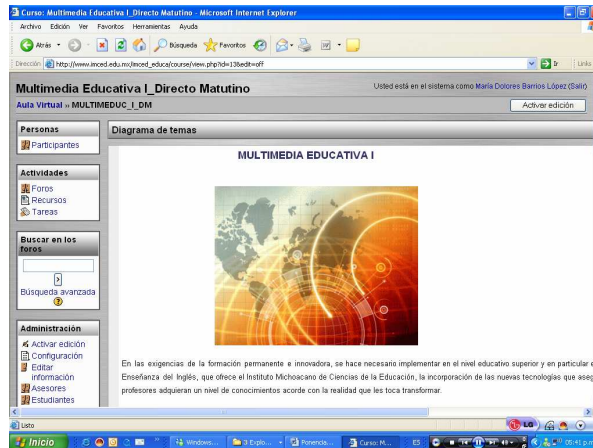 Curso: Multimedia Educativa I_Directo Matutino - Microsoft Internet Explorer
Archivo Edición Ver Favoritos Herramientas Ayuda
Atrás Búsqueda Favoritos
Dirección http://www.imced.edu.mx/imced_educa/course/view.php?id=13&edit=off Ir Links
Multimedia Educativa I_Directo Matutino
Usted está en el sistema como María Dolores Barrios López (Salir)
Aula Virtual » MULTIMEDUC_I_DM
Activar edición
Personas
Participantes
Actividades
Foros
Recursos
Tareas
Buscar en los
foros
Búsqueda avanzada
Administración
Activar edición
Configuración
Editar
información
Asesores
Estudiantes
Diagrama de temas
MULTIMEDIA EDUCATIVA I
En las exigencias de la formación permanente e innovadora, se hace necesario implementar en el nivel educativo superior y en particular e
Enseñanza del Inglés, que ofrece el Instituto Michoacano de Ciencias de la Educación, la incorporación de las nuevas tecnologías que aseg
profesores adquieran un nivel de conocimientos acorde con la realidad que les toca transformar.
Listo
LG
Inicio Windows... 3 Explo... Ponencia... Curso: M... ES 05:41 p.m.